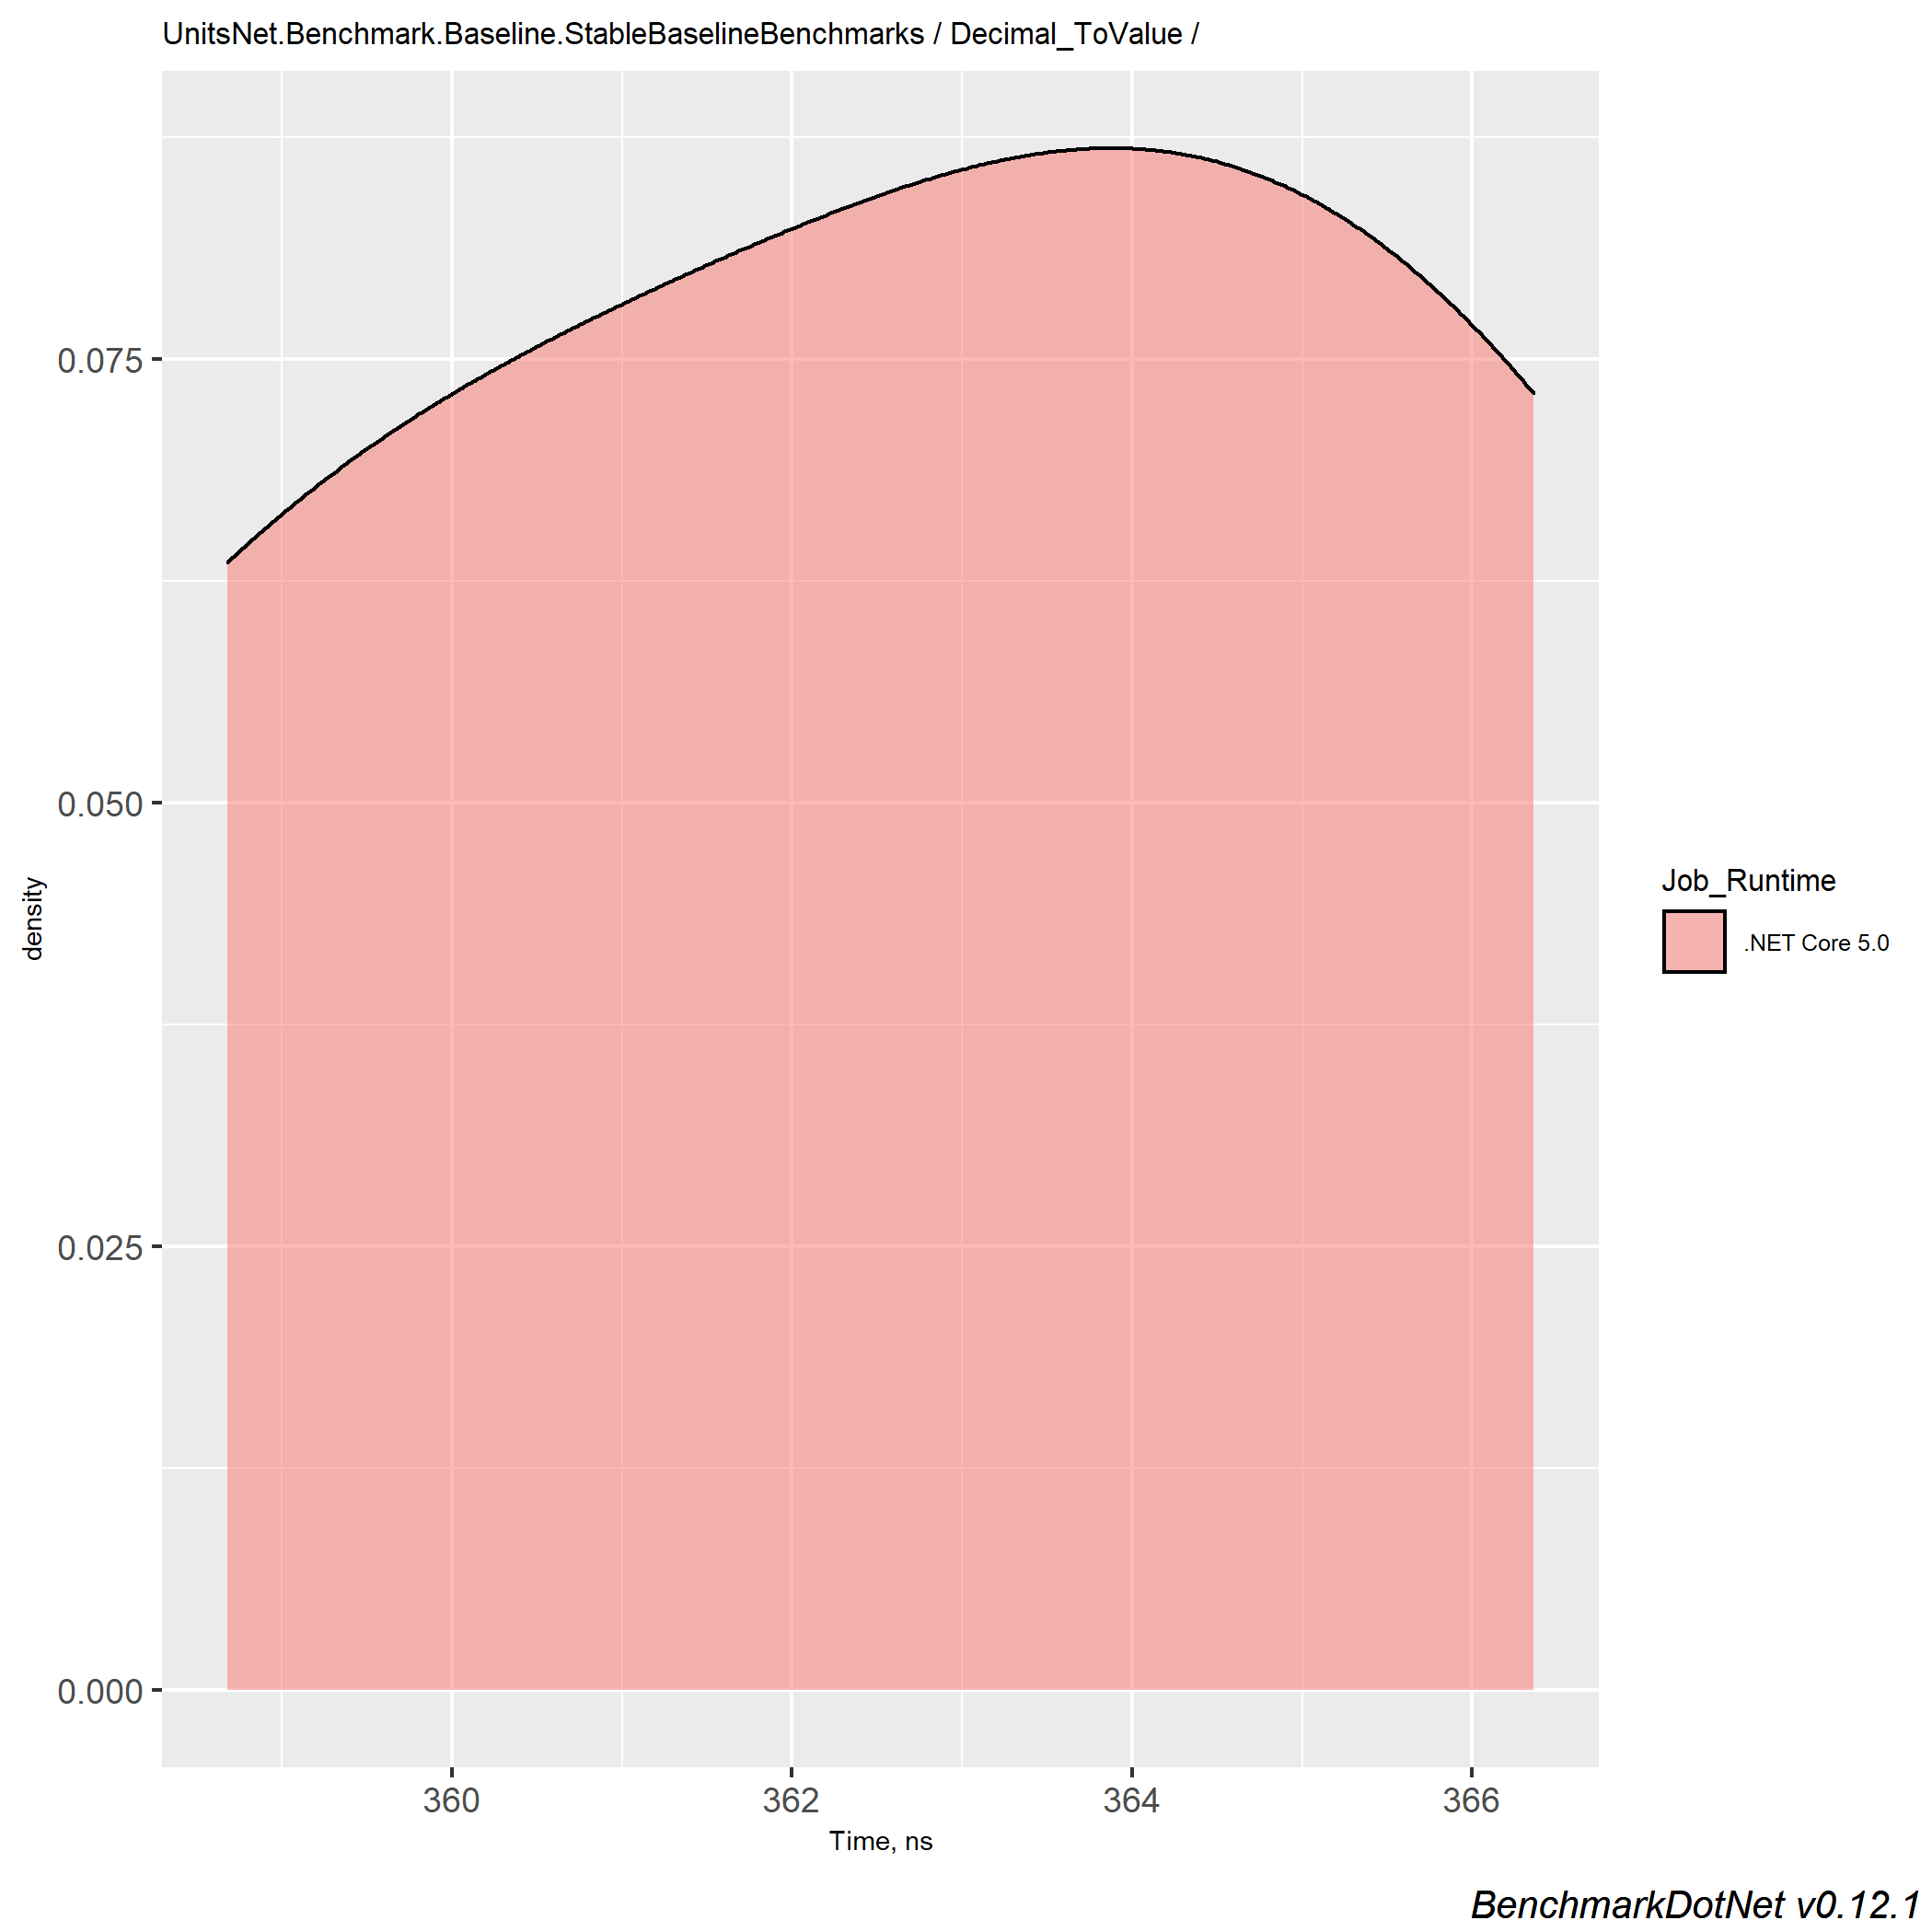 UnitsNet.Benchmark.Baseline.StableBaselineBenchmarks / Decimal_ToValue /
0.075
0.050
0.025
0.000
density
360
362
364
366
Time, ns
Job_Runtime
.NET Core 5.0
BenchmarkDotNet v0.12.1